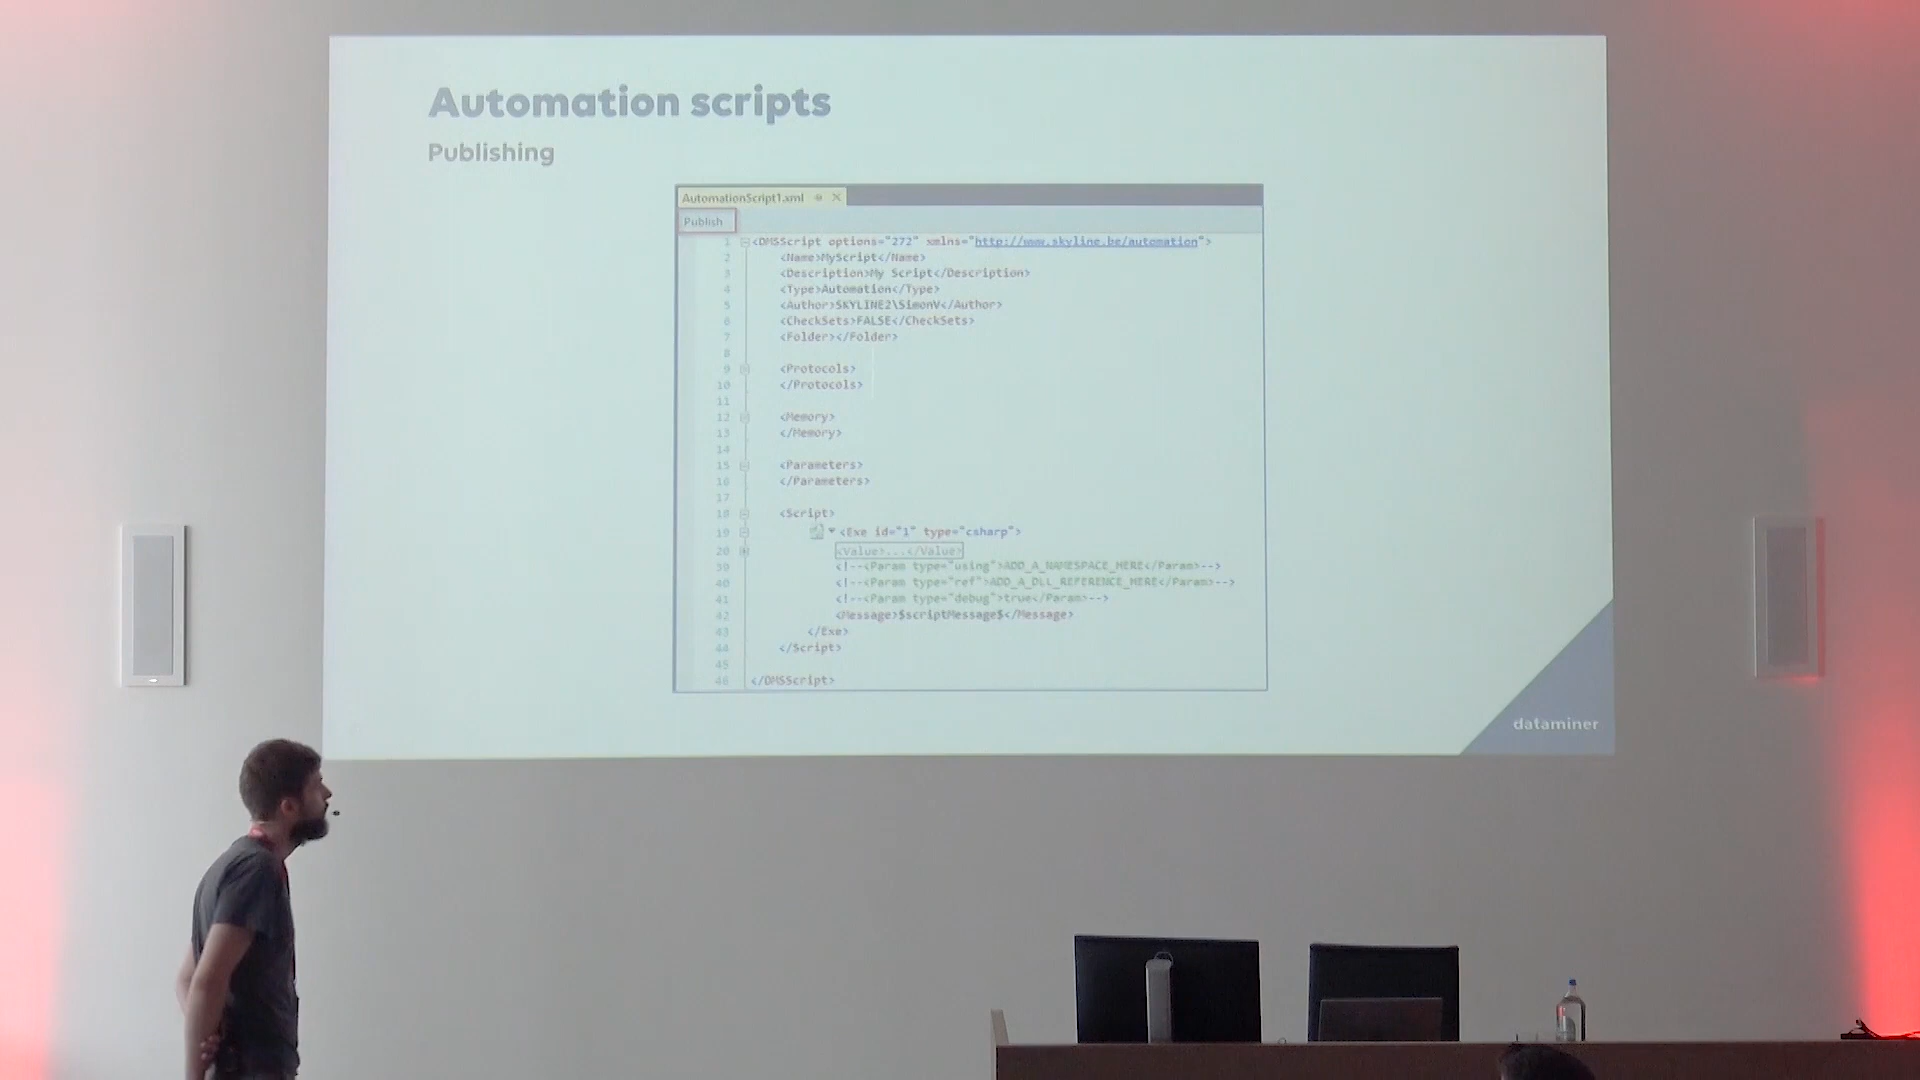 Automation scripts
Publishing
AutomationScript1.xml
Publish
1 <DMSScript options="272" xmlns="http://www.skyline.be/automation">
2 <Name>MyScript</Name>
3 <Description>My Script</Description>
4 <Type>Automation</Type>
5 <Author>SKYLINE2\SimonV</Author>
6 <CheckSets>FALSE</CheckSets>
7 <Folder></Folder>
8
9 <Protocols>
10 </Protocols>
11
12 <Memory>
13 </Memory>
14
15 <Parameters>
16 </Parameters>
17
18 <Script>
19 <Exe id="1" type="csharp">
20 <Value>...</Value>
39 <!--<Param type="using">ADD_A_NAMESPACE_HERE</Param>-->
40 <!--<Param type="ref">ADD_A_DLL_REFERENCE_HERE</Param>-->
41 <!--<Param type="debug">true</Param>-->
42 <Message>$scriptMessage$</Message>
43 </Exe>
44 </Script>
45
46 </DMSScript>
dataminer